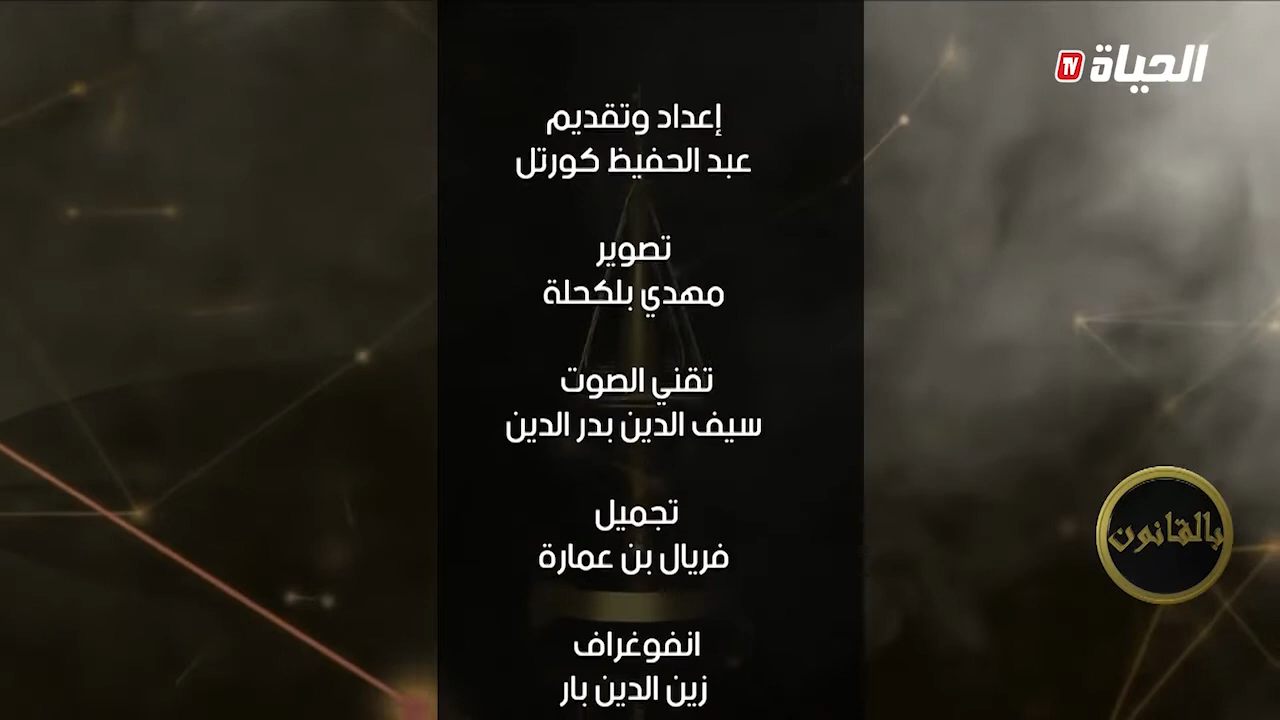 الحياة TV
إعداد وتقديم
عبد الحفيظ كورتل
تصوير
مهدي بلكحلة
تقني الصوت
سيف الدين بدر الدين
تجميل
فريال بن عمارة
بالقانون
انفوغراف
زين الدين بار